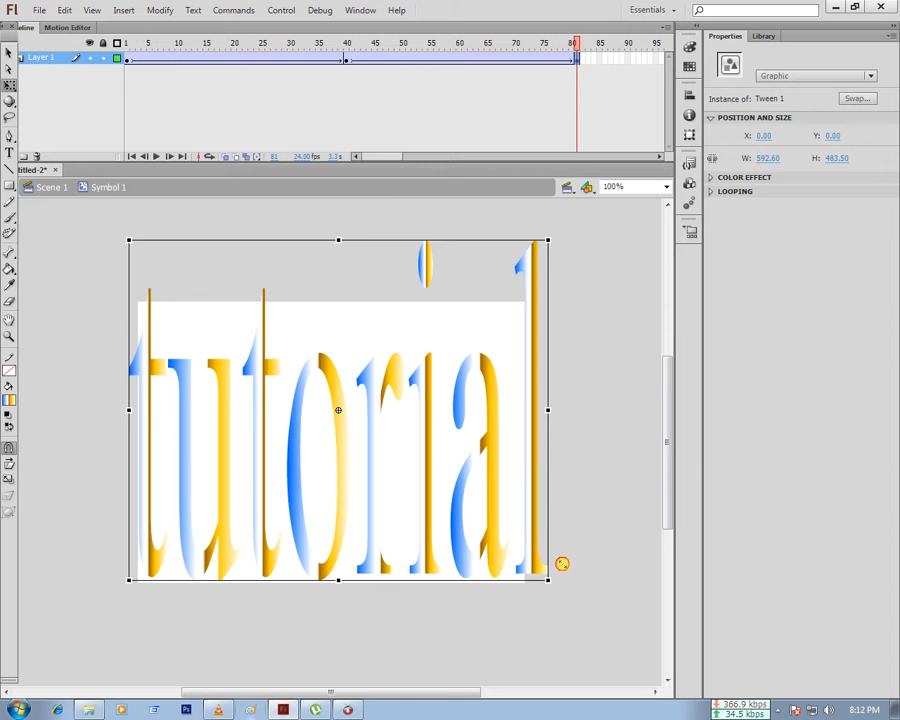 Fl File Edit View Insert Modify Text Commands Control Debug Window Help Essentials
eline Motion Editor Properties Library
1 5 10 15 20 25 30 35 40 45 50 55 60 65 70 75 80 85 90 95
Layer 1
Graphic
Instance of: Tween 1 Swap...
POSITION AND SIZE
X: 0.00 Y: 0.00
W: 592.60 H: 483.50
81 24.00 fps 3.3 s
ntitled-2*
COLOR EFFECT
Scene 1 Symbol 1 100%
LOOPING
tutorial
366.9 kbps
34.5 kbps
8:12 PM